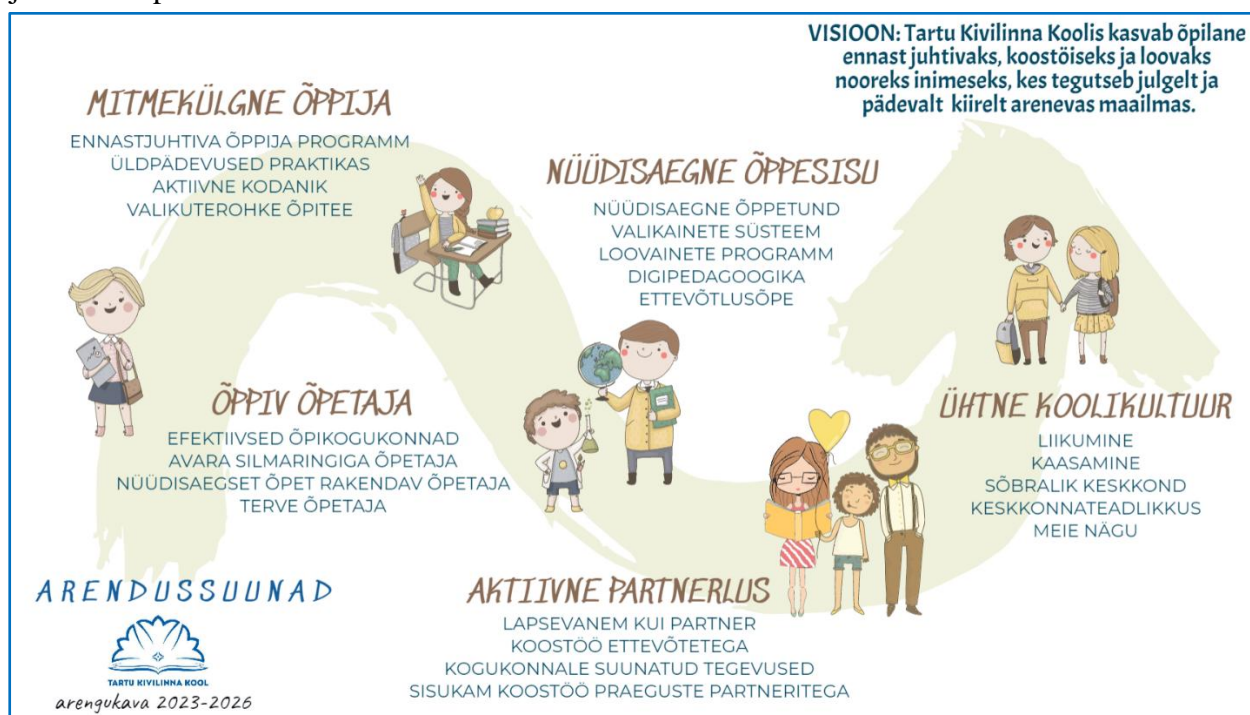 VISIOON: Tartu Kivilinna Koolis kasvab õpilane
ennast juhtivaks, koostöiseks ja loovaks
nooreks inimeseks, kes tegutseb julgelt ja
pädevalt kiirelt arenevas maailmas.
MITMEKÜLGNE ÕPPIJA
ENNASTJUHTIVA ÕPPIJA PROGRAMM
ÜLDPÄDEVUSED PRAKTIKAS
AKTIIVNE KODANIK
VALIKUTEROHKE ÕPITEE
NÜÜDISAEGNE ÕPPESISU
NÜÜDISAEGNE ÕPPETUND
VALIKAINETE SÜSTEEM
LOOVAINETE PROGRAMM
DIGIPEDAGOOGIKA
ETTEVÕTLUSÕPE
ÕPPIV ÕPETAJA
EFEKTIIVSED ÕPIKOGUKONNAD
AVARA SILMARINGIGA ÕPETAJA
NÜÜDISAEGSET ÕPET RAKENDAV ÕPETAJA
TERVE ÕPETAJA
ÜHTNE KOOLIKULTUUR
LIIKUMINE
KAASAMINE
SÕBRALIK KESKKOND
KESKKONNATEADLIKKUS
MEIE NÄGU
AKTIIVNE PARTNERLUS
LAPSEVANEM KUI PARTNER
KOOSTÖÖ ETTEVÕTETEGA
KOGUKONNALE SUUNATUD TEGEVUSED
SISUKAM KOOSTÖÖ PRAEGUSTE PARTNERITEGA
ARENDUSSUUNAD
TARTU KIVILINNA KOOL
arengukava 2023-2026